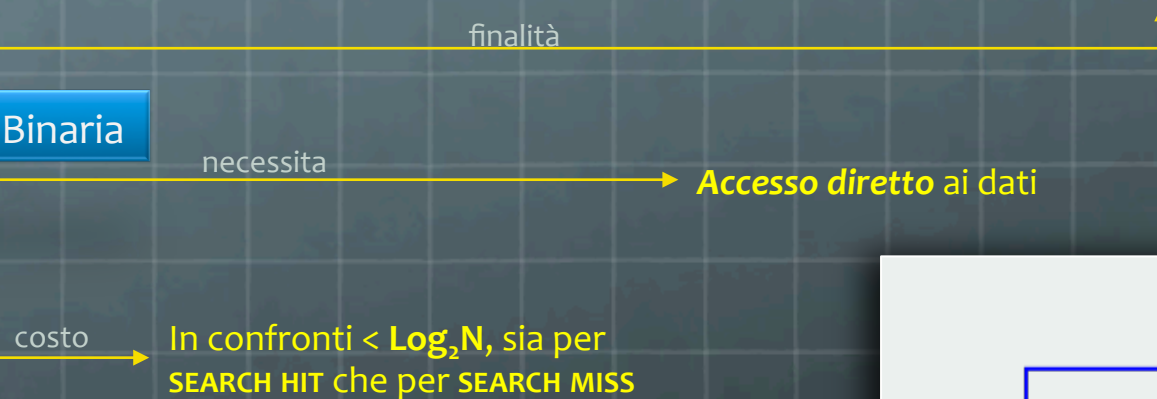 finalità
Binaria
necessita
Accesso diretto ai dati
costo
In confronti < Log₂N, sia per
SEARCH HIT che per SEARCH MISS